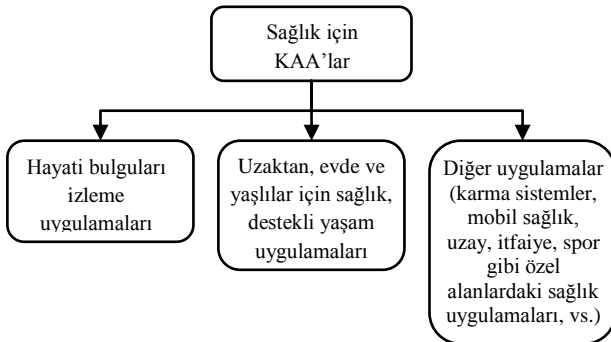 Sağlık için
KAA’lar
Hayati bulguları
izleme
uygulamaları
Uzaktan, evde ve
yaşlılar için sağlık,
destekli yaşam
uygulamaları
Diğer uygulamalar
(karma sistemler,
mobil sağlık,
uzay, itfaiye, spor
gibi özel
alanlardaki sağlık
uygulamaları, vs.)